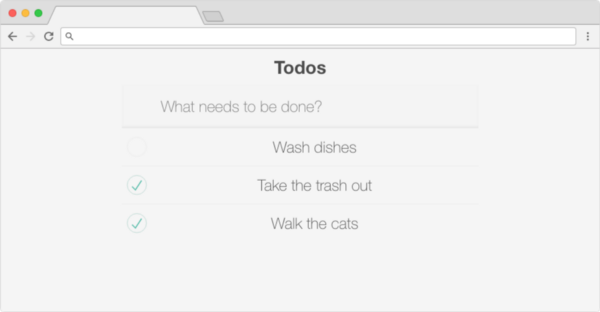 Todos
What needs to be done?
Wash dishes
Take the trash out
Walk the cats